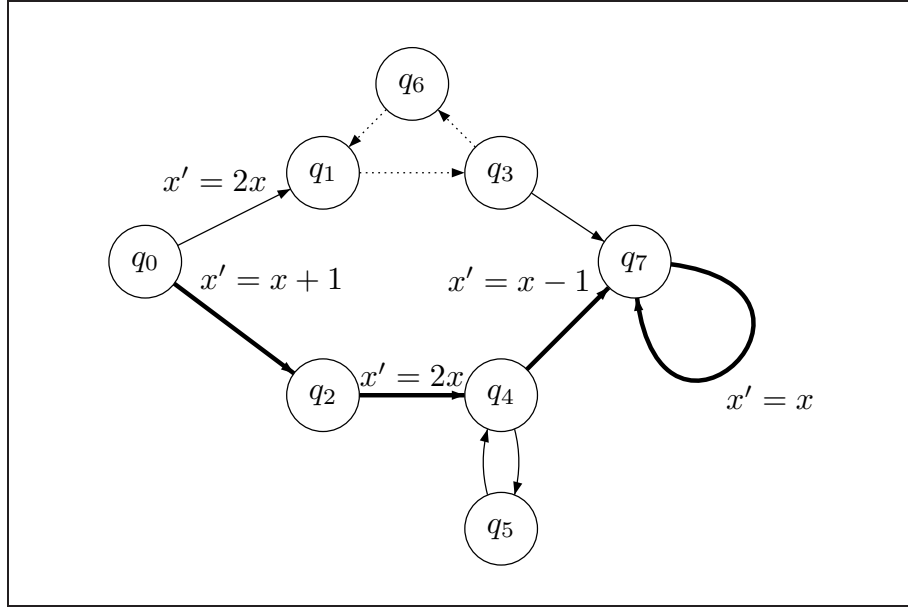 q₆
q₁
q₃
x′ = 2x
q₀
q₇
x′ = x + 1
x′ = x − 1
x′ = 2x
q₂
q₄
x′ = x
q₅